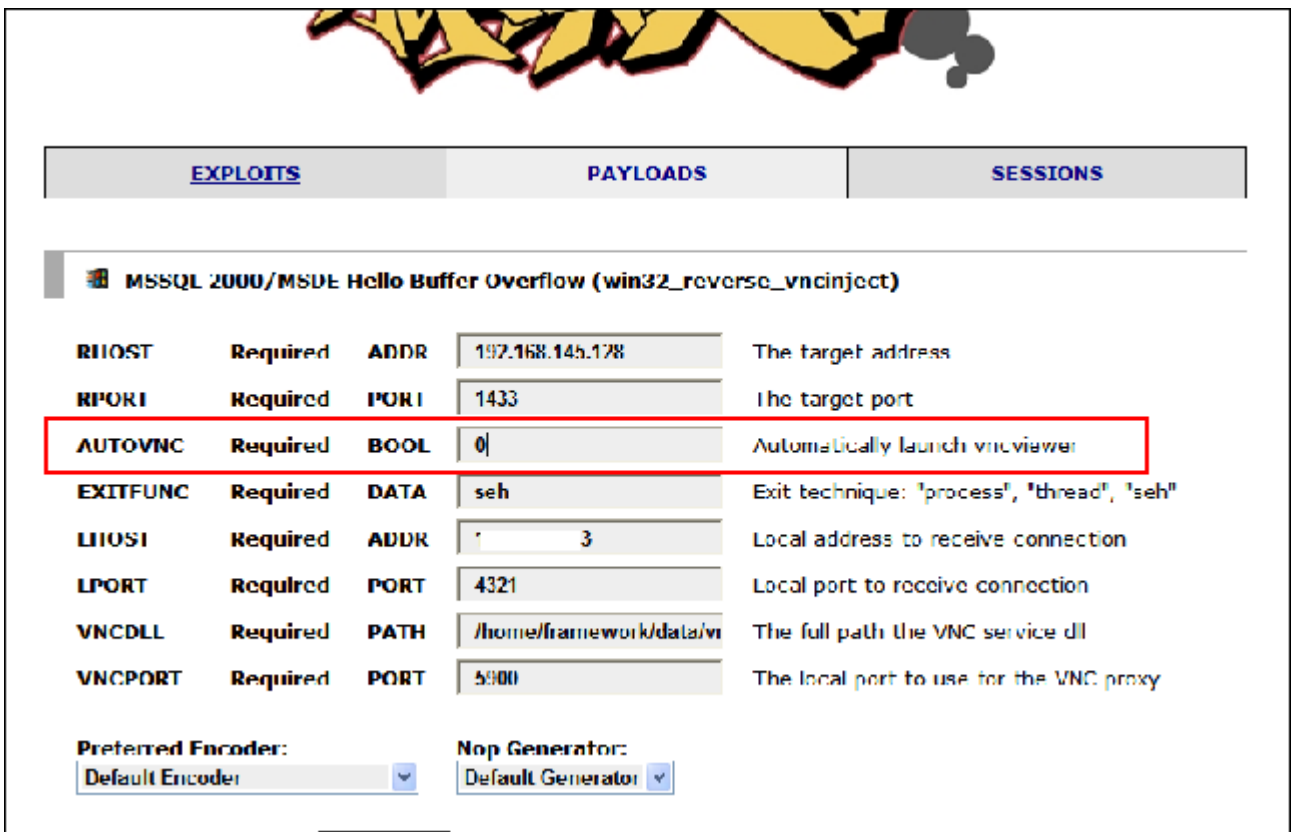 EXPLOITS PAYLOADS SESSIONS
MSSQL 2000/MSDE Hello Buffer Overflow (win32_reverse_vncinject)
RHOST Required ADDR 192.168.145.128 The target address
RPORT Required PORT 1433 The target port
AUTOVNC Required BOOL 0 Automatically launch vncviewer
EXITFUNC Required DATA seh Exit technique: "process", "thread", "seh"
LHOST Required ADDR 3 Local address to receive connection
LPORT Required PORT 4321 Local port to receive connection
VNCDLL Required PATH /home/framework/data/vn The full path the VNC service dll
VNCPORT Required PORT 5900 The local port to use for the VNC proxy
Preferred Encoder: Nop Generator:
Default Encoder Default Generator